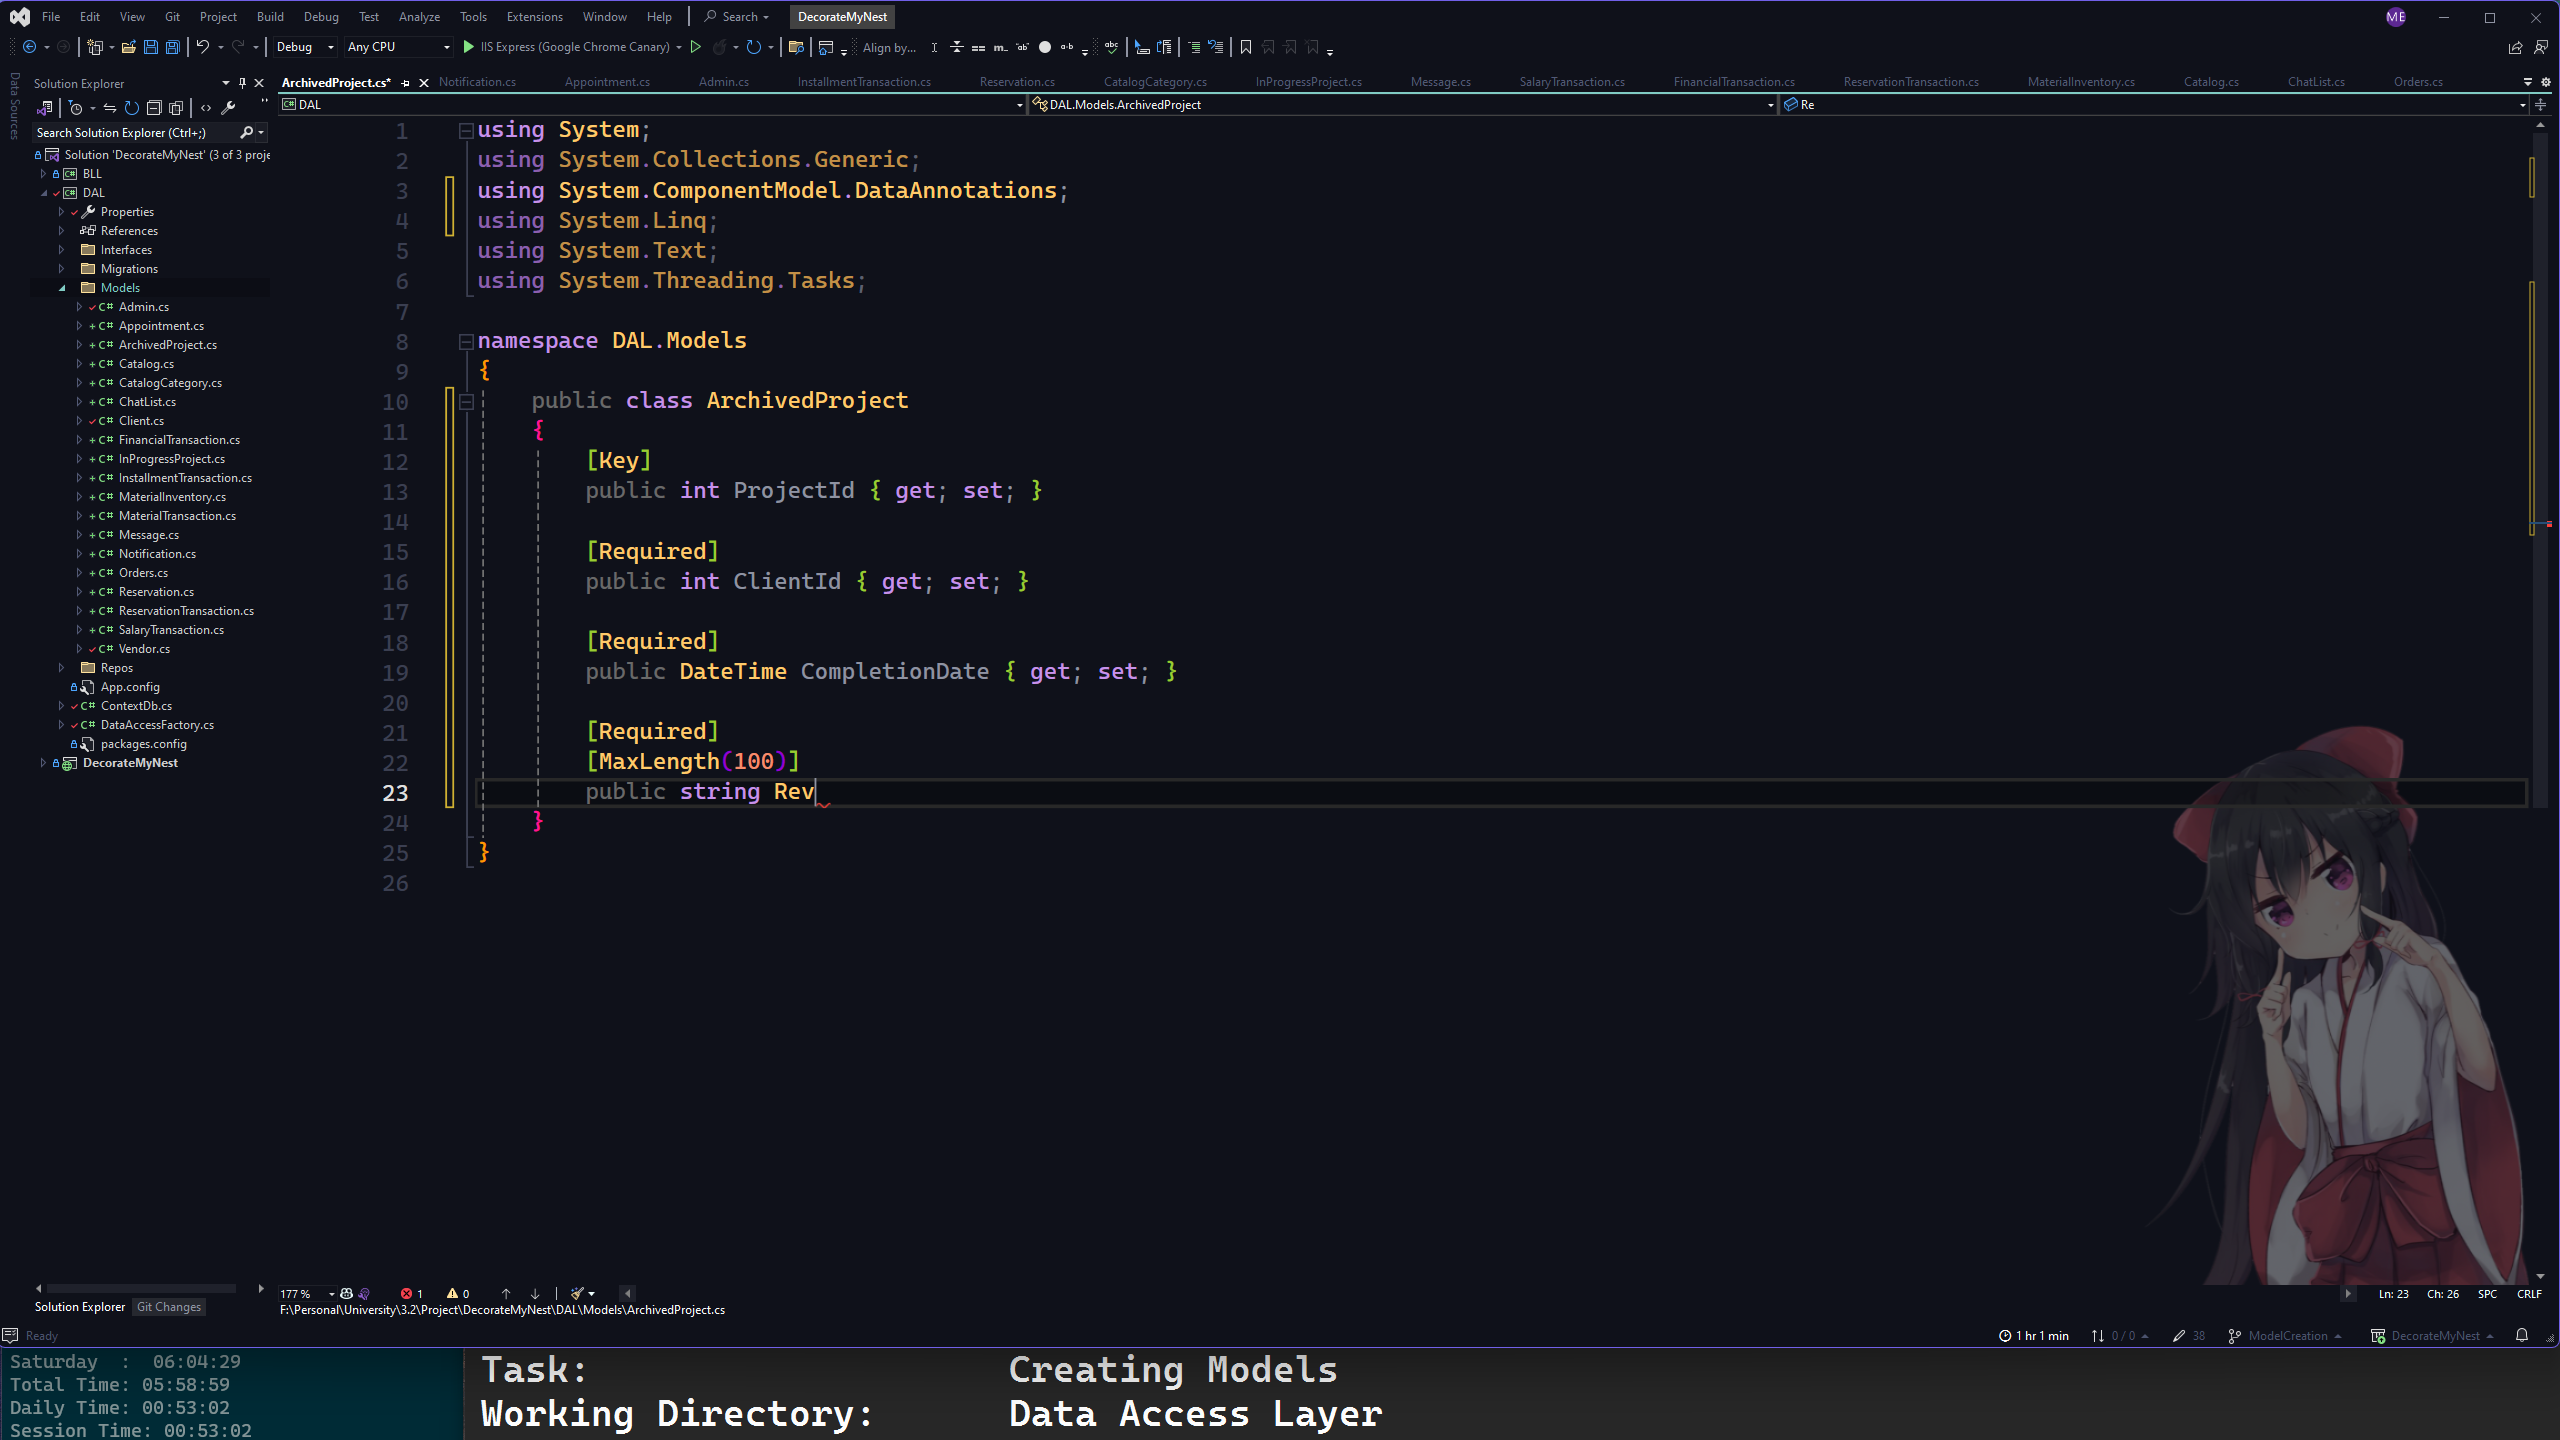 File Edit View Git Project Build Debug Test Analyze Tools Extensions Window Help Search DecorateMyNest ME
Debug Any CPU IIS Express (Google Chrome Canary) Align by...
Data Sources
Solution Explorer
ArchivedProject.cs* Notification.cs Appointment.cs Admin.cs InstallmentTransaction.cs Reservation.cs CatalogCategory.cs InProgressProject.cs Message.cs SalaryTransaction.cs FinancialTransaction.cs ReservationTransaction.cs MaterialInventory.cs Catalog.cs ChatList.cs Orders.cs
DAL DAL.Models.ArchivedProject Re
Search Solution Explorer (Ctrl+;)
Solution 'DecorateMyNest' (3 of 3 proje
BLL
DAL
Properties
References
Interfaces
Migrations
Models
Admin.cs
Appointment.cs
ArchivedProject.cs
Catalog.cs
CatalogCategory.cs
ChatList.cs
Client.cs
FinancialTransaction.cs
InProgressProject.cs
InstallmentTransaction.cs
MaterialInventory.cs
MaterialTransaction.cs
Message.cs
Notification.cs
Orders.cs
Reservation.cs
ReservationTransaction.cs
SalaryTransaction.cs
Vendor.cs
Repos
App.config
ContextDb.cs
DataAccessFactory.cs
packages.config
DecorateMyNest
1 using System;
2 using System.Collections.Generic;
3 using System.ComponentModel.DataAnnotations;
4 using System.Linq;
5 using System.Text;
6 using System.Threading.Tasks;
7
8 namespace DAL.Models
9 {
10 public class ArchivedProject
11 {
12 [Key]
13 public int ProjectId { get; set; }
14
15 [Required]
16 public int ClientId { get; set; }
17
18 [Required]
19 public DateTime CompletionDate { get; set; }
20
21 [Required]
22 [MaxLength(100)]
23 public string Rev
24 }
25 }
26
Solution Explorer Git Changes
177 % 1 0 Ln: 23 Ch: 26 SPC CRLF
F:\Personal\University\3.2\Project\DecorateMyNest\DAL\Models\ArchivedProject.cs
Ready 1 hr 1 min 0 / 0 38 ModelCreation DecorateMyNest
Saturday : 06:04:29
Total Time: 05:58:59
Daily Time: 00:53:02
Session Time: 00:53:02
Task: Creating Models
Working Directory: Data Access Layer